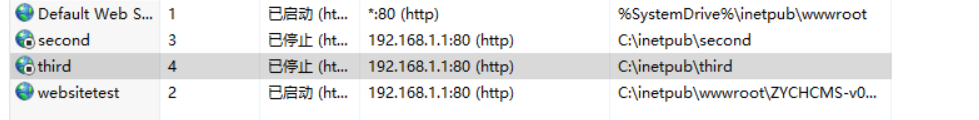 Default Web S... 1 已启动 (ht... *:80 (http) %SystemDrive%\inetpub\wwwroot
second 3 已停止 (ht... 192.168.1.1:80 (http) C:\inetpub\second
third 4 已停止 (ht... 192.168.1.1:80 (http) C:\inetpub\third
websitetest 2 已启动 (ht... 192.168.1.1:80 (http) C:\inetpub\wwwroot\ZYCHCMS-v0...